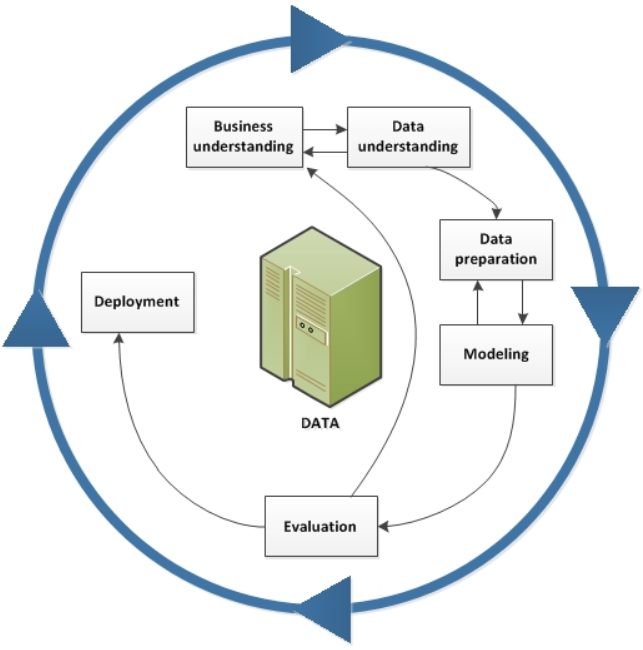 Business
understanding
Data
understanding
Data
preparation
Deployment
Modeling
DATA
Evaluation